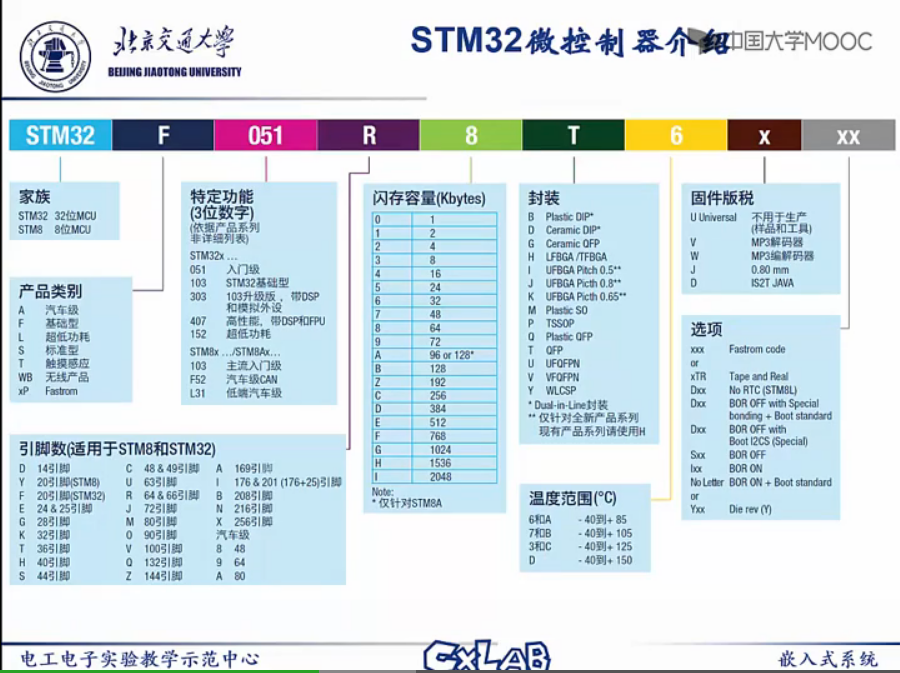 北京交通大学
BEIJING JIAOTONG UNIVERSITY
STM32微控制器介绍
中国大学MOOC
STM32 F 051 R 8 T 6 x xx
家族
STM32 32位MCU
STM8 8位MCU
产品类别
A 汽车级
F 基础型
L 超低功耗
S 标准型
T 触摸感应
WB 无线产品
xP Fastrom
特定功能
(3位数字)
(依据产品系列
非详细列表)
STM32x ...
051 入门级
103 STM32基础型
303 103升级版，带DSP
和模拟外设
407 高性能，带DSP和FPU
152 超低功耗
STM8x .../STM8Ax...
103 主流入门级
F52 汽车级CAN
L31 低端汽车级
引脚数(适用于STM8和STM32)
D 14引脚 C 48 & 49引脚 A 169引脚
Y 20引脚(STM8) U 63引脚 I 176 & 201 (176+25)引脚
F 20引脚(STM32) R 64 & 66引脚 B 208引脚
E 24 & 25引脚 J 72引脚 N 216引脚
G 28引脚 M 80引脚 X 256引脚
K 32引脚 O 90引脚 汽车级
T 36引脚 V 100引脚 8 48
H 40引脚 Q 132引脚 9 64
S 44引脚 Z 144引脚 A 80
闪存容量(Kbytes)
0 1
1 2
2 4
3 8
4 16
5 24
6 32
7 48
8 64
9 72
A 96 or 128*
B 128
Z 192
C 256
D 384
E 512
F 768
G 1024
H 1536
I 2048
Note:
* 仅针对STM8A
封装
B Plastic DIP*
D Ceramic DIP*
G Ceramic QFP
H LFBGA /TFBGA
I UFBGA Pitch 0.5**
J UFBGA Picth 0.8**
K UFBGA Picth 0.65**
M Plastic SO
P TSSOP
Q Plastic QFP
T QFP
U UFQFPN
V VFQFPN
Y WLCSP
* Dual-in-Line封装
** 仅针对全新产品系列
现有产品系列请使用H
温度范围(°C)
6和A - 40到+ 85
7和B - 40到+ 105
3和C - 40到+ 125
D - 40到+ 150
固件版税
U Universal 不用于生产
(样品和工具)
V MP3解码器
W MP3编解码器
J 0.80 mm
D IS2T JAVA
选项
xxx Fastrom code
or
xTR Tape and Real
Dxx No RTC (STM8L)
Dxx BOR OFF with Special
bonding + Boot standard
Dxx BOR OFF with
Boot I2CS (Special)
Sxx BOR OFF
Ixx BOR ON
No Letter BOR ON + Boot standard
or
Yxx Die rev (Y)
电工电子实验教学示范中心
CXLAB
嵌入式系统